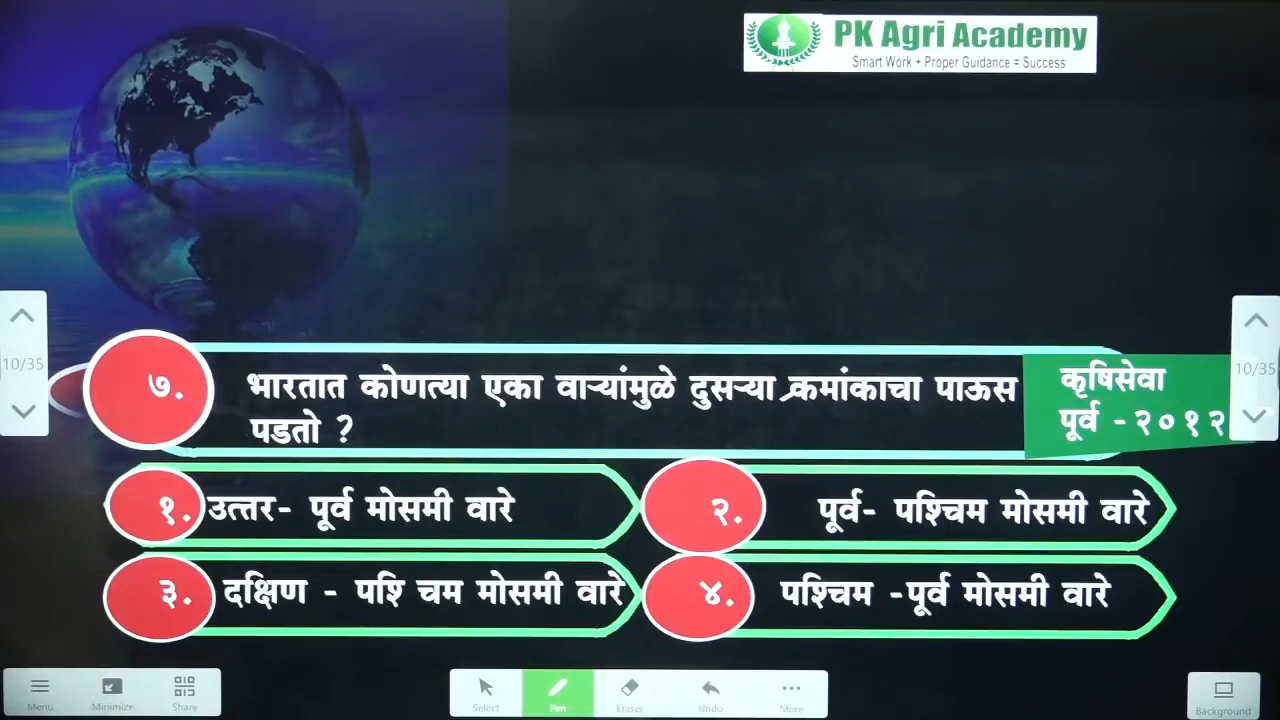 PK Agri Academy
Smart Work + Proper Guidance = Success
10/35
10/35
७. भारतात कोणत्या एका वाऱ्यांमुळे दुसऱ्या क्रमांकाचा पाऊस
पडतो ?
कृषिसेवा
पूर्व - २०१२
१. उत्तर- पूर्व मोसमी वारे
२. पूर्व- पश्चिम मोसमी वारे
३. दक्षिण - पशि चम मोसमी वारे
४. पश्चिम -पूर्व मोसमी वारे
Menu
Minimize
Share
Select
Pen
Eraser
Undo
More
Background